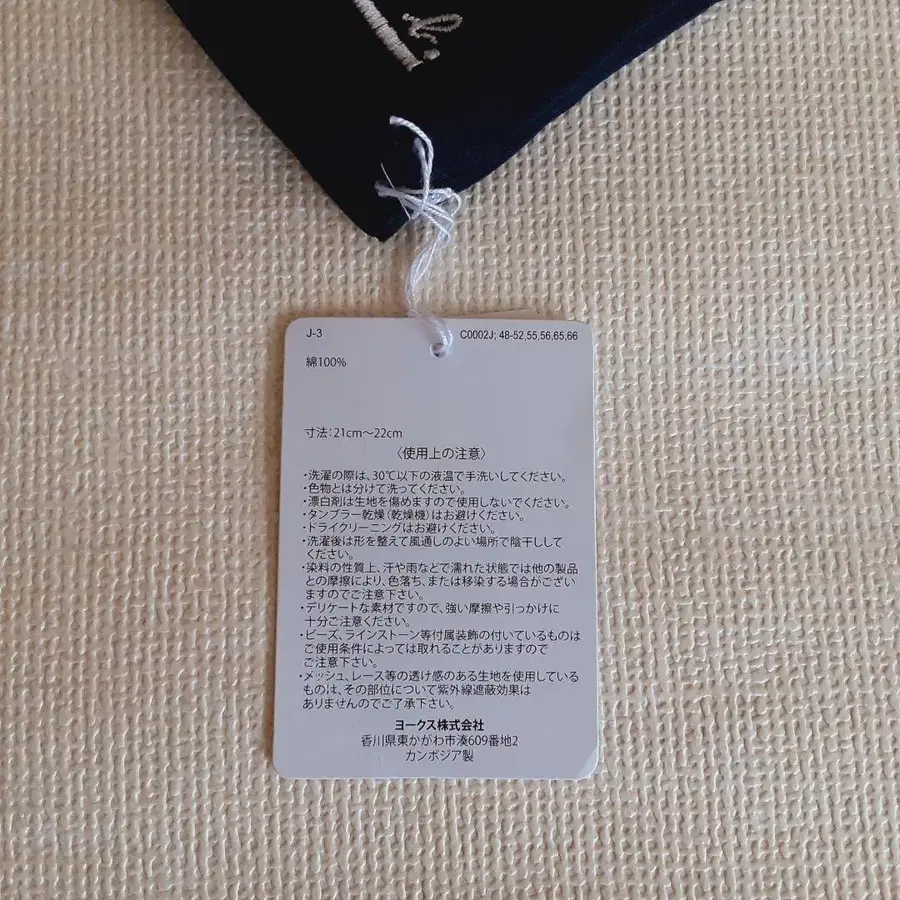 J-3
C0002J; 48-52,55,56,65,66
綿100%
寸法：21cm～22cm
〈使用上の注意〉
・洗濯の際は、30℃以下の液温で手洗いしてください。
・色物とは分けて洗ってください。
・漂白剤は生地を傷めますので使用しないでください。
・タンブラー乾燥(乾燥機)はお避けください。
・ドライクリーニングはお避けください。
・洗濯後は形を整えて風通しのよい場所で陰干しして
ください。
・染料の性質上、汗や雨などで濡れた状態では他の製品
との摩擦により、色落ち、または移染する場合がござい
ますのでご注意下さい。
・デリケートな素材ですので、強い摩擦や引っかけに
十分ご注意ください。
・ビーズ、ラインストーン等付属装飾の付いているものは
ご使用条件によっては取れることがありますので
ご注意下さい。
・メッシュ、レース等の透け感のある生地を使用している
ものは、その部位について紫外線遮蔽効果は
ありませんのでご了承下さい。
ヨークス株式会社
香川県東かがわ市湊609番地2
カンボジア製